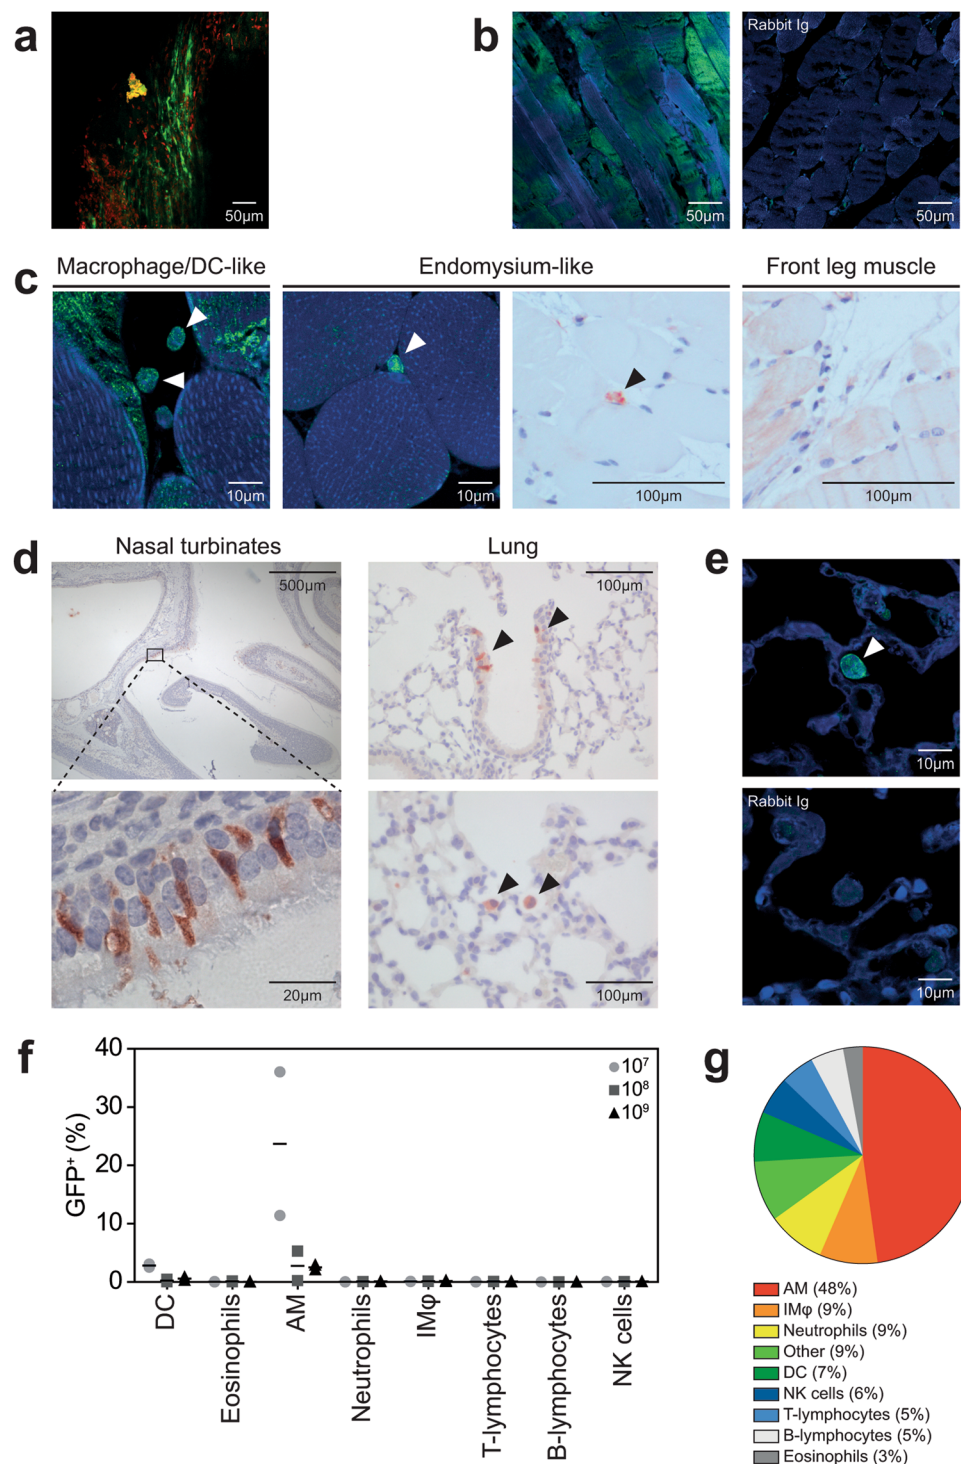 a
50µm
b
50µm
Rabbit Ig
50µm
c
Macrophage/DC-like
Endomysium-like
Front leg muscle
10µm
10µm
100µm
100µm
d
Nasal turbinates
Lung
500µm
100µm
20µm
100µm
e
10µm
Rabbit Ig
10µm
f
GFP⁺ (%)
40
30
20
10
0
10⁷
10⁸
10⁹
DC
Eosinophils
AM
Neutrophils
IMφ
T-lymphocytes
B-lymphocytes
NK cells
g
AM (48%)
IMφ (9%)
Neutrophils (9%)
Other (9%)
DC (7%)
NK cells (6%)
T-lymphocytes (5%)
B-lymphocytes (5%)
Eosinophils (3%)